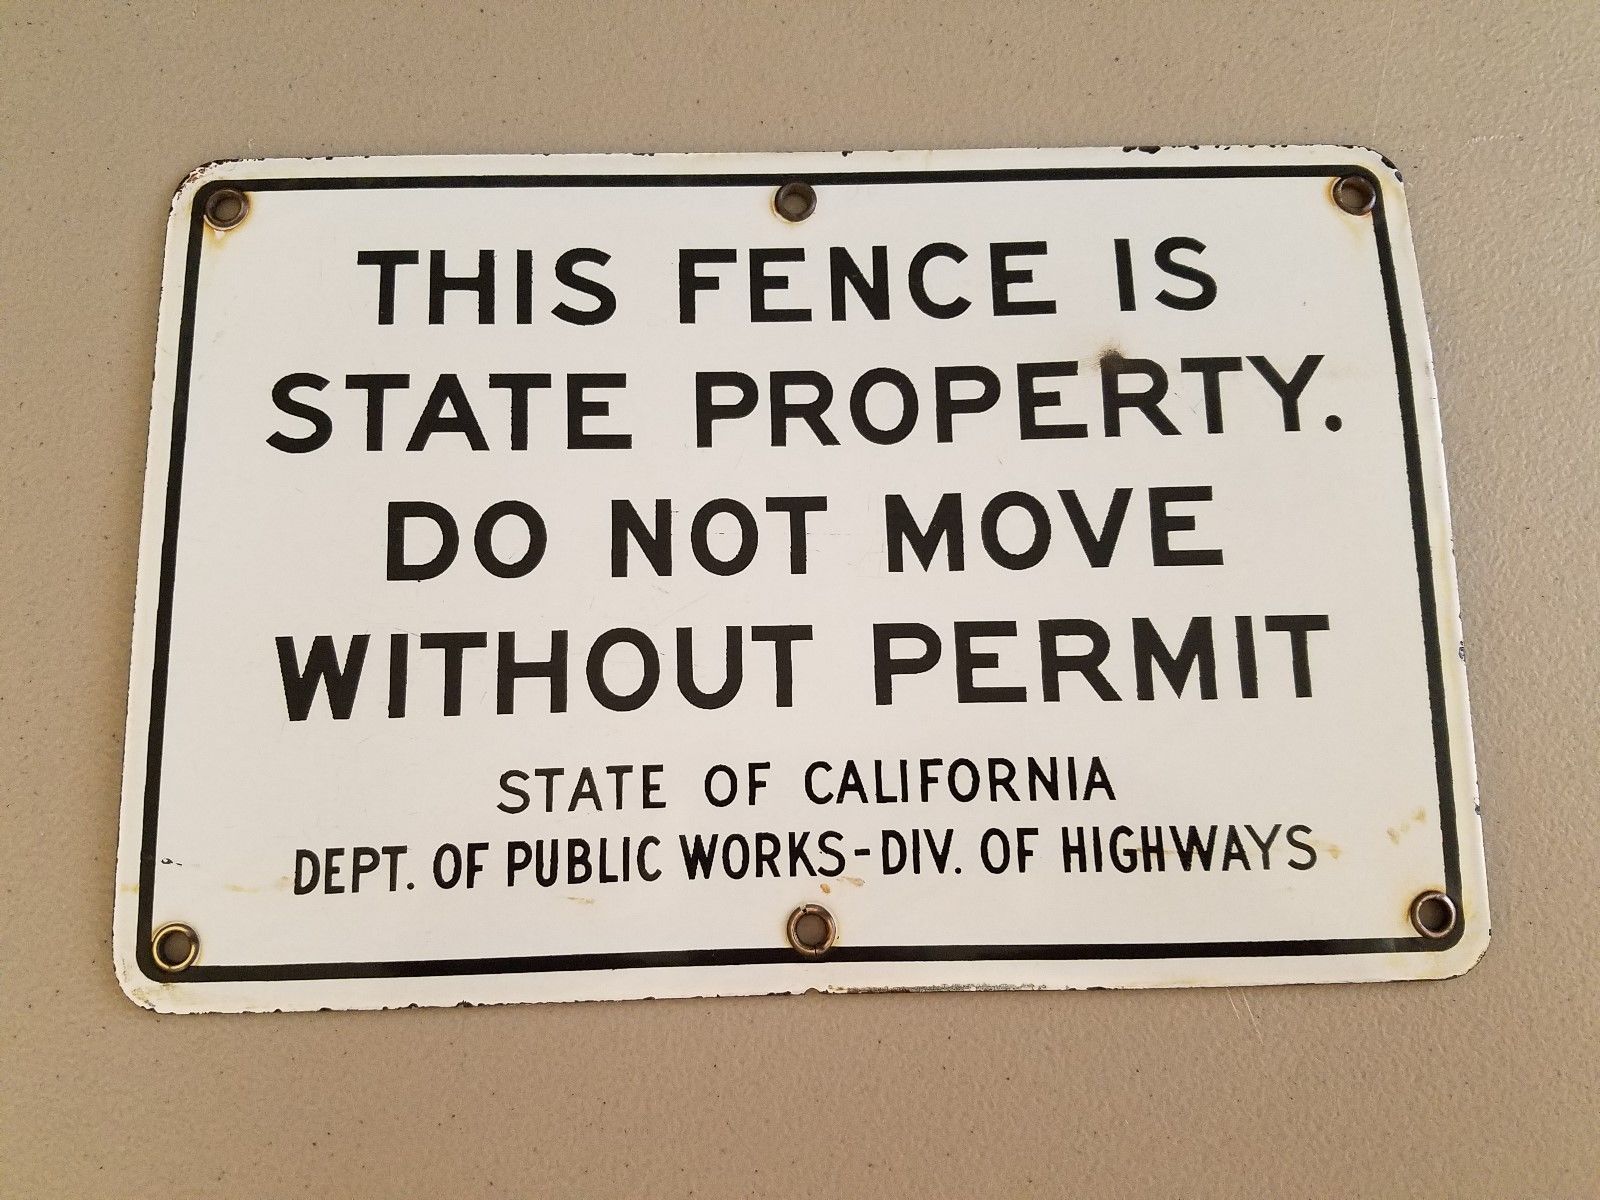 THIS FENCE IS
STATE PROPERTY.
DO NOT MOVE
WITHOUT PERMIT
STATE OF CALIFORNIA
DEPT. OF PUBLIC WORKS-DIV. OF HIGHWAYS